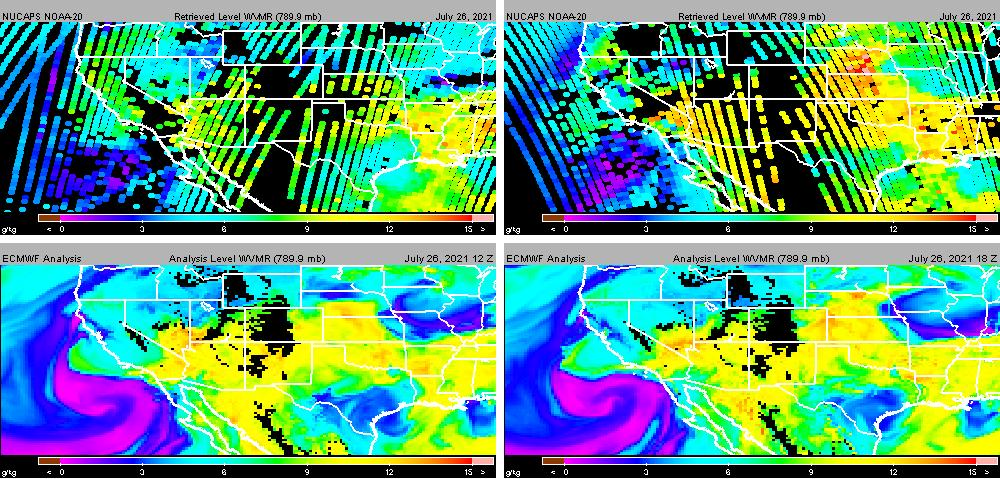 NUCAPS NOAA-20 Retrieved Level WVMR (789.9 mb) July 26, 2021
g/kg < 0 3 6 9 12 15 >
NUCAPS NOAA-20 Retrieved Level WVMR (789.9 mb) July 26, 2021
g/kg < 0 3 6 9 12 15 >
ECMWF Analysis Analysis Level WVMR (789.9 mb) July 26, 2021 12 Z
g/kg < 0 3 6 9 12 15 >
ECMWF Analysis Analysis Level WVMR (789.9 mb) July 26, 2021 18 Z
g/kg < 0 3 6 9 12 15 >